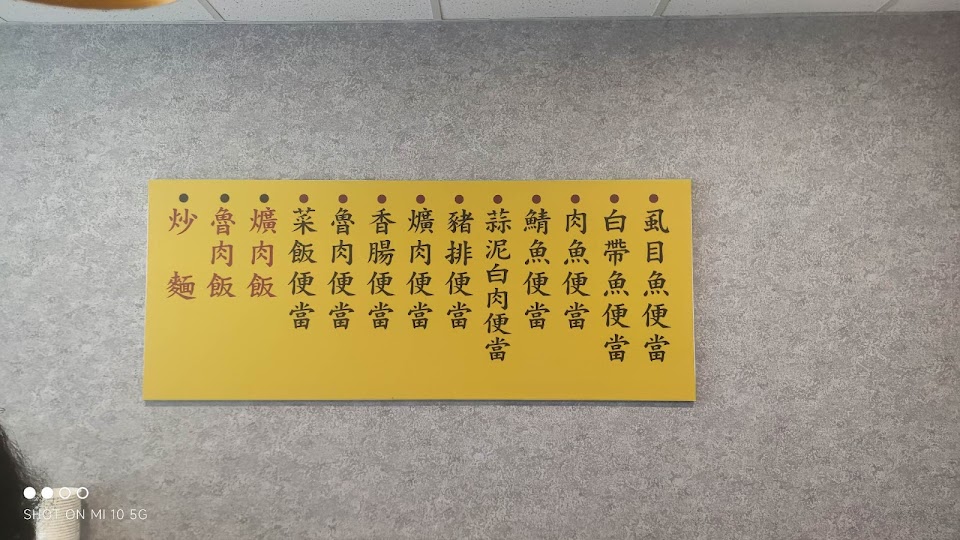 虱目魚便當
白帶魚便當
肉魚便當
鯖魚便當
蒜泥白肉便當
豬排便當
爌肉便當
香腸便當
魯肉便當
菜飯便當
爌肉飯
魯肉飯
炒麵
SHOT ON MI 10 5G